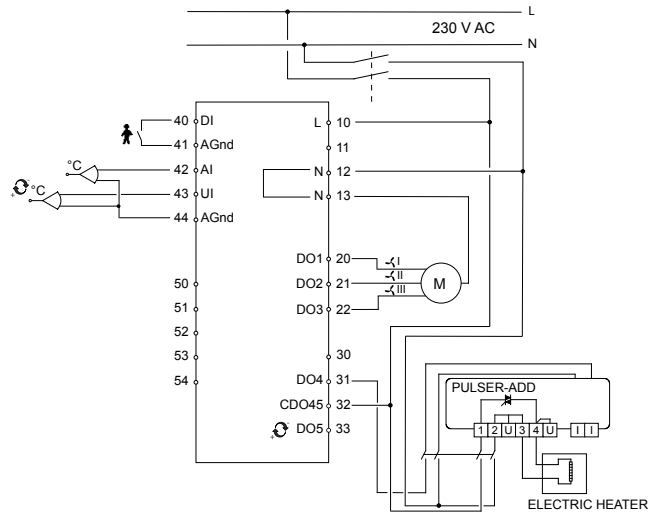 L
230 V AC
N
40 DI L 10
41 AGnd 11
°C 42 AI N 12
°C 43 UI N 13
44 AGnd
DO1 20 I
50 DO2 21 II M
51 DO3 22 III
52
53 30
54 DO4 31
PULSER-ADD
CDO45 32
DO5 33
1 2 U 3 4 U I I
ELECTRIC HEATER